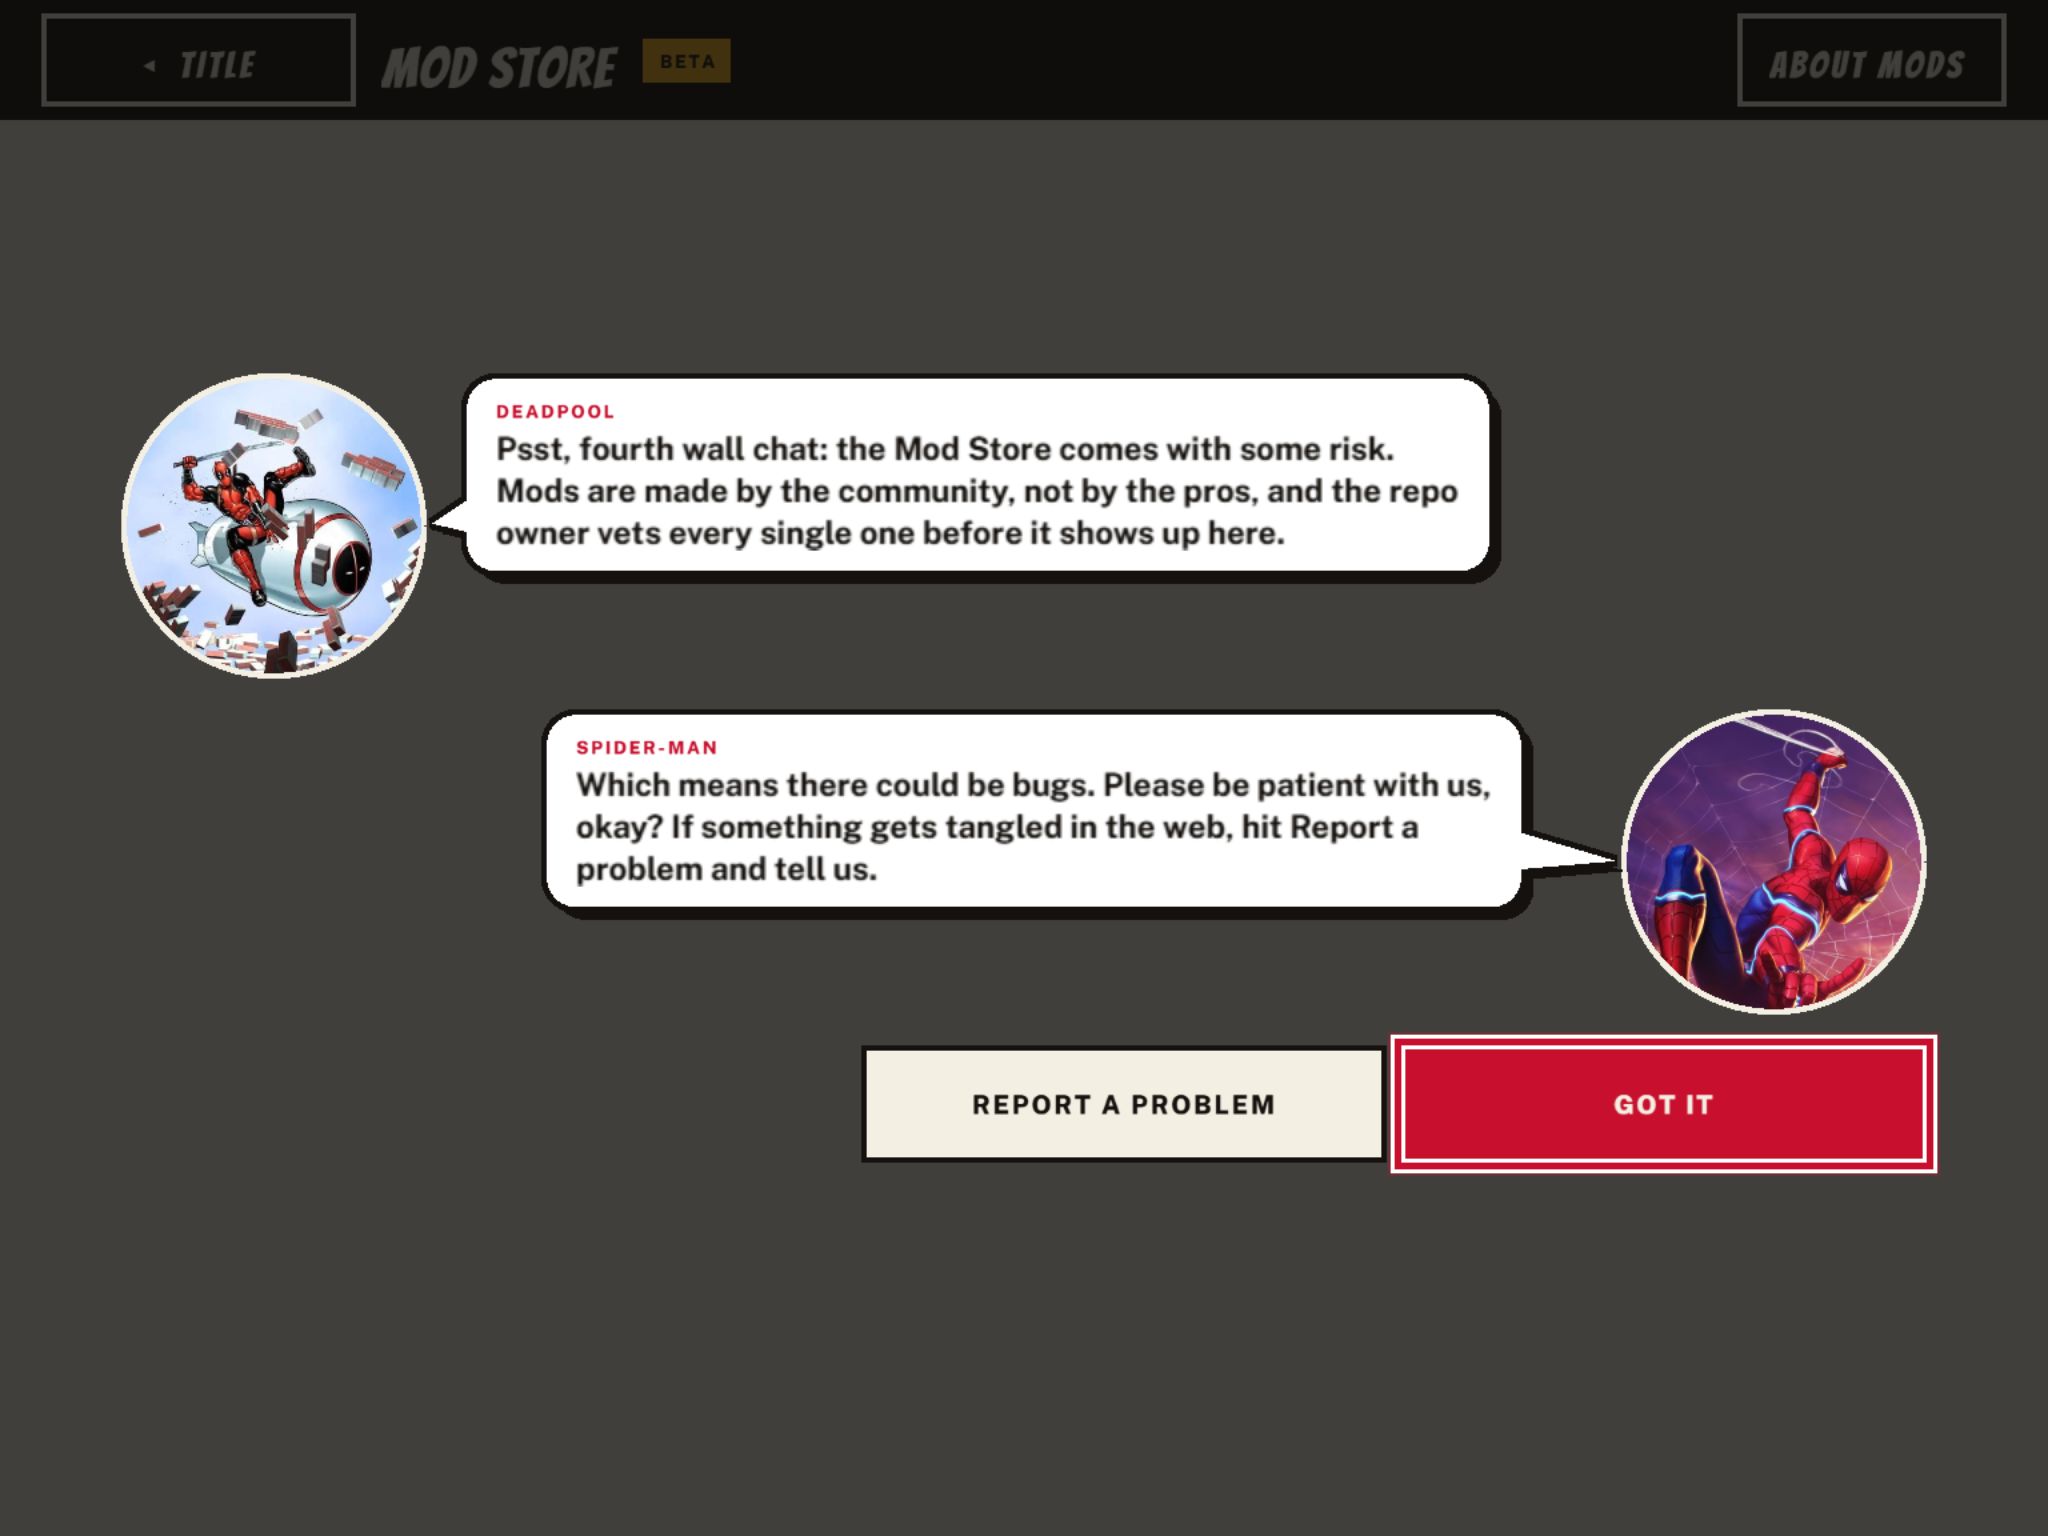 ◂ TITLE
MOD STORE
BETA
ABOUT MODS
DEADPOOL
Psst, fourth wall chat: the Mod Store comes with some risk.
Mods are made by the community, not by the pros, and the repo
owner vets every single one before it shows up here.
SPIDER-MAN
Which means there could be bugs. Please be patient with us,
okay? If something gets tangled in the web, hit Report a
problem and tell us.
REPORT A PROBLEM
GOT IT